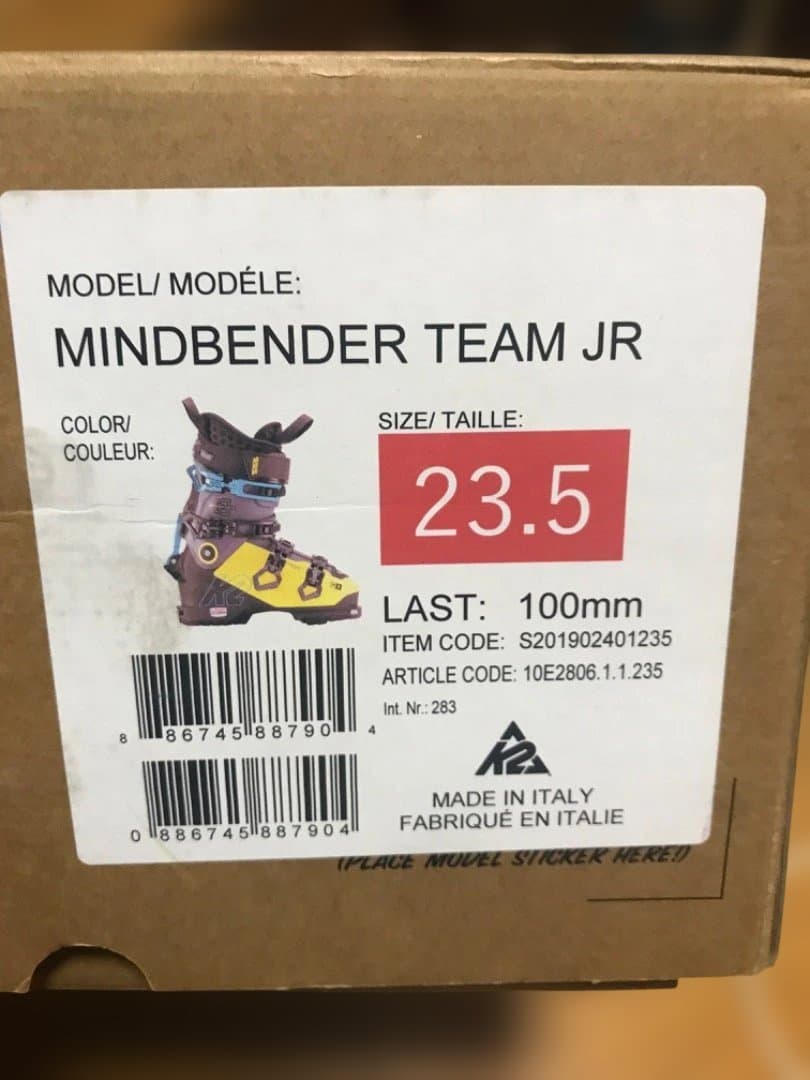 MODEL/ MODÉLE:
MINDBENDER TEAM JR
COLOR/
COULEUR:
SIZE/ TAILLE:
23.5
LAST: 100mm
ITEM CODE: S201902401235
ARTICLE CODE: 10E2806.1.1.235
Int. Nr.: 283
8 86745 88790 4
0 886745 887904
K2
MADE IN ITALY
FABRIQUÉ EN ITALIE
(PLACE MODEL STICKER HERE!)